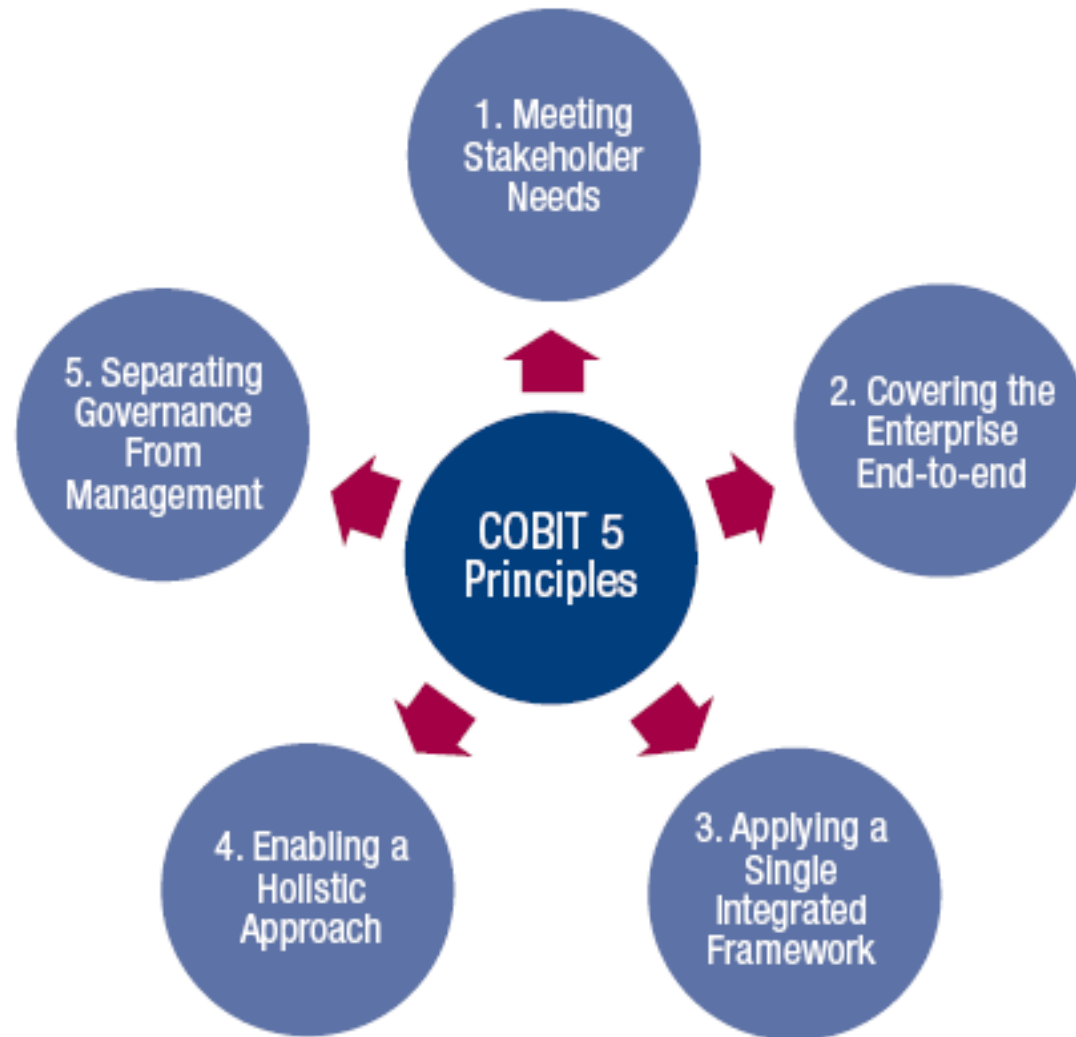 1. Meeting
Stakeholder
Needs
2. Covering the
Enterprise
End-to-end
3. Applying a
Single
Integrated
Framework
4. Enabling a
Holistic
Approach
5. Separating
Governance
From
Management
COBIT 5
Principles